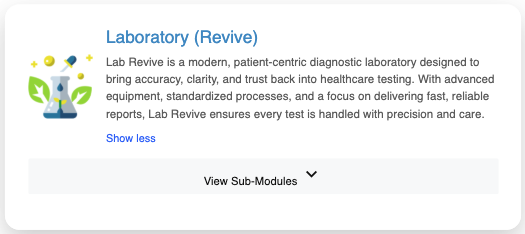 Laboratory (Revive)
Lab Revive is a modern, patient-centric diagnostic laboratory designed to
bring accuracy, clarity, and trust back into healthcare testing. With advanced
equipment, standardized processes, and a focus on delivering fast, reliable
reports, Lab Revive ensures every test is handled with precision and care.
Show less
View Sub-Modules